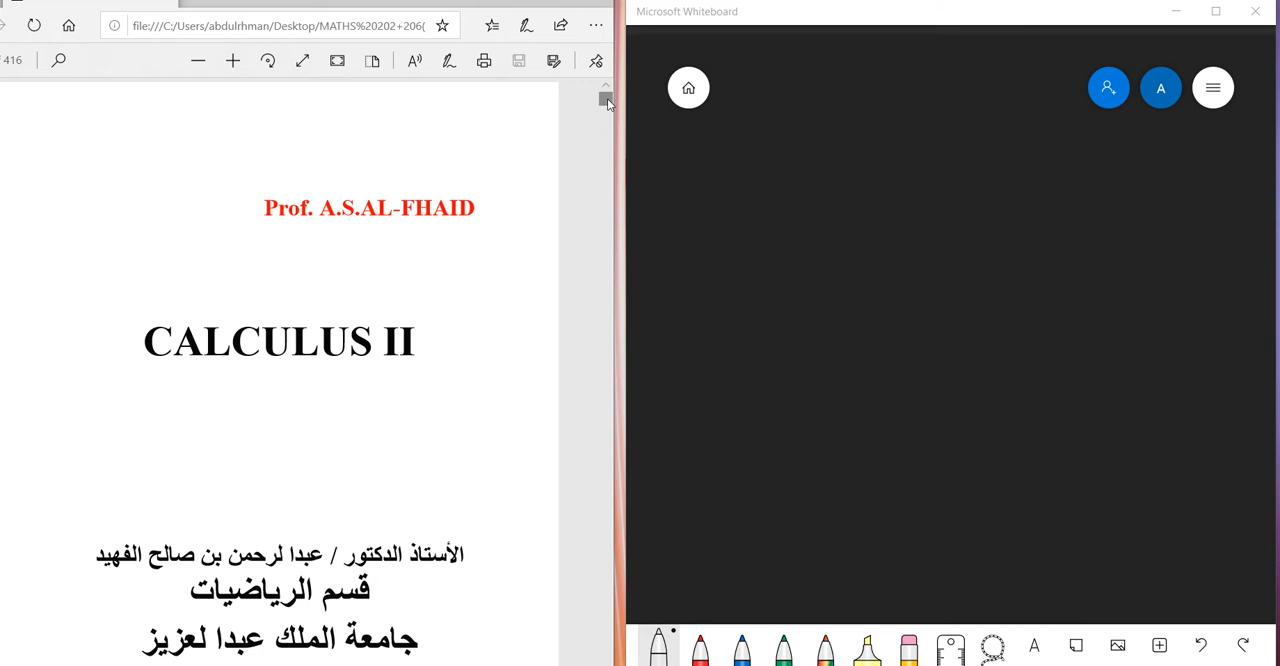 file:///C:/Users/abdulrhman/Desktop/MATHS%20202+206(
416
Prof. A.S.AL-FHAID
CALCULUS II
الأستاذ الدكتور / عبدا لرحمن بن صالح الفهيد
قسم الرياضيات
جامعة الملك عبدا لعزيز
Microsoft Whiteboard
A
A